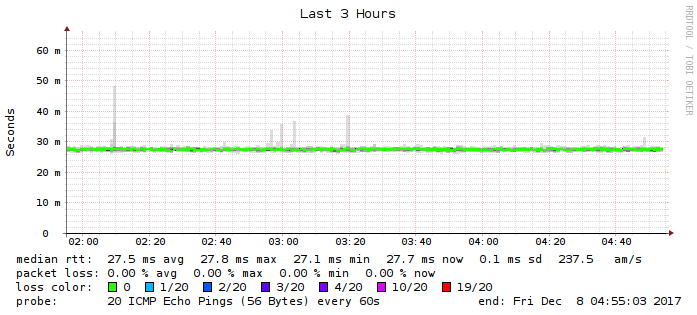 Last 3 Hours
RRDTOOL / TOBI OETIKER
Seconds
60 m
50 m
40 m
30 m
20 m
10 m
0
02:00 02:20 02:40 03:00 03:20 03:40 04:00 04:20 04:40
median rtt: 27.5 ms avg 27.8 ms max 27.1 ms min 27.7 ms now 0.1 ms sd 237.5 am/s
packet loss: 0.00 % avg 0.00 % max 0.00 % min 0.00 % now
loss color: 0 1/20 2/20 3/20 4/20 10/20 19/20
probe: 20 ICMP Echo Pings (56 Bytes) every 60s end: Fri Dec 8 04:55:03 2017